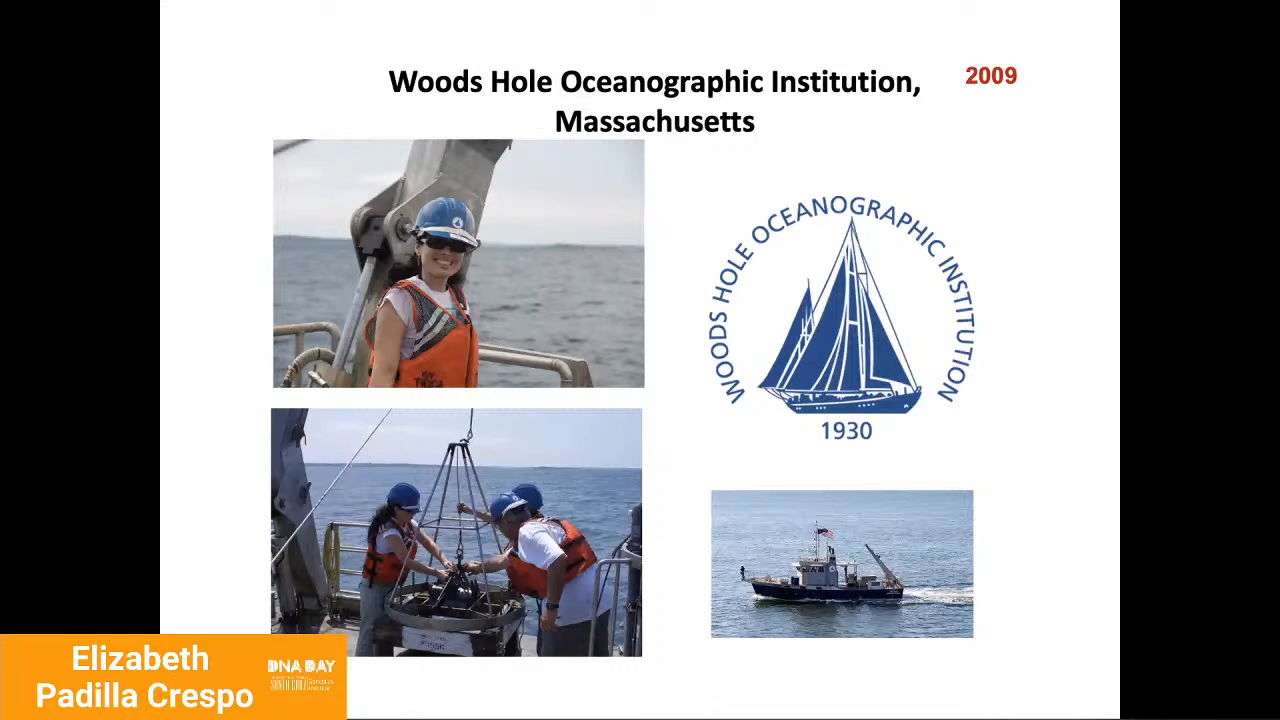 Woods Hole Oceanographic Institution,
Massachusetts
2009
WOODS HOLE OCEANOGRAPHIC INSTITUTION
1930
Elizabeth
Padilla Crespo
DNA DAY